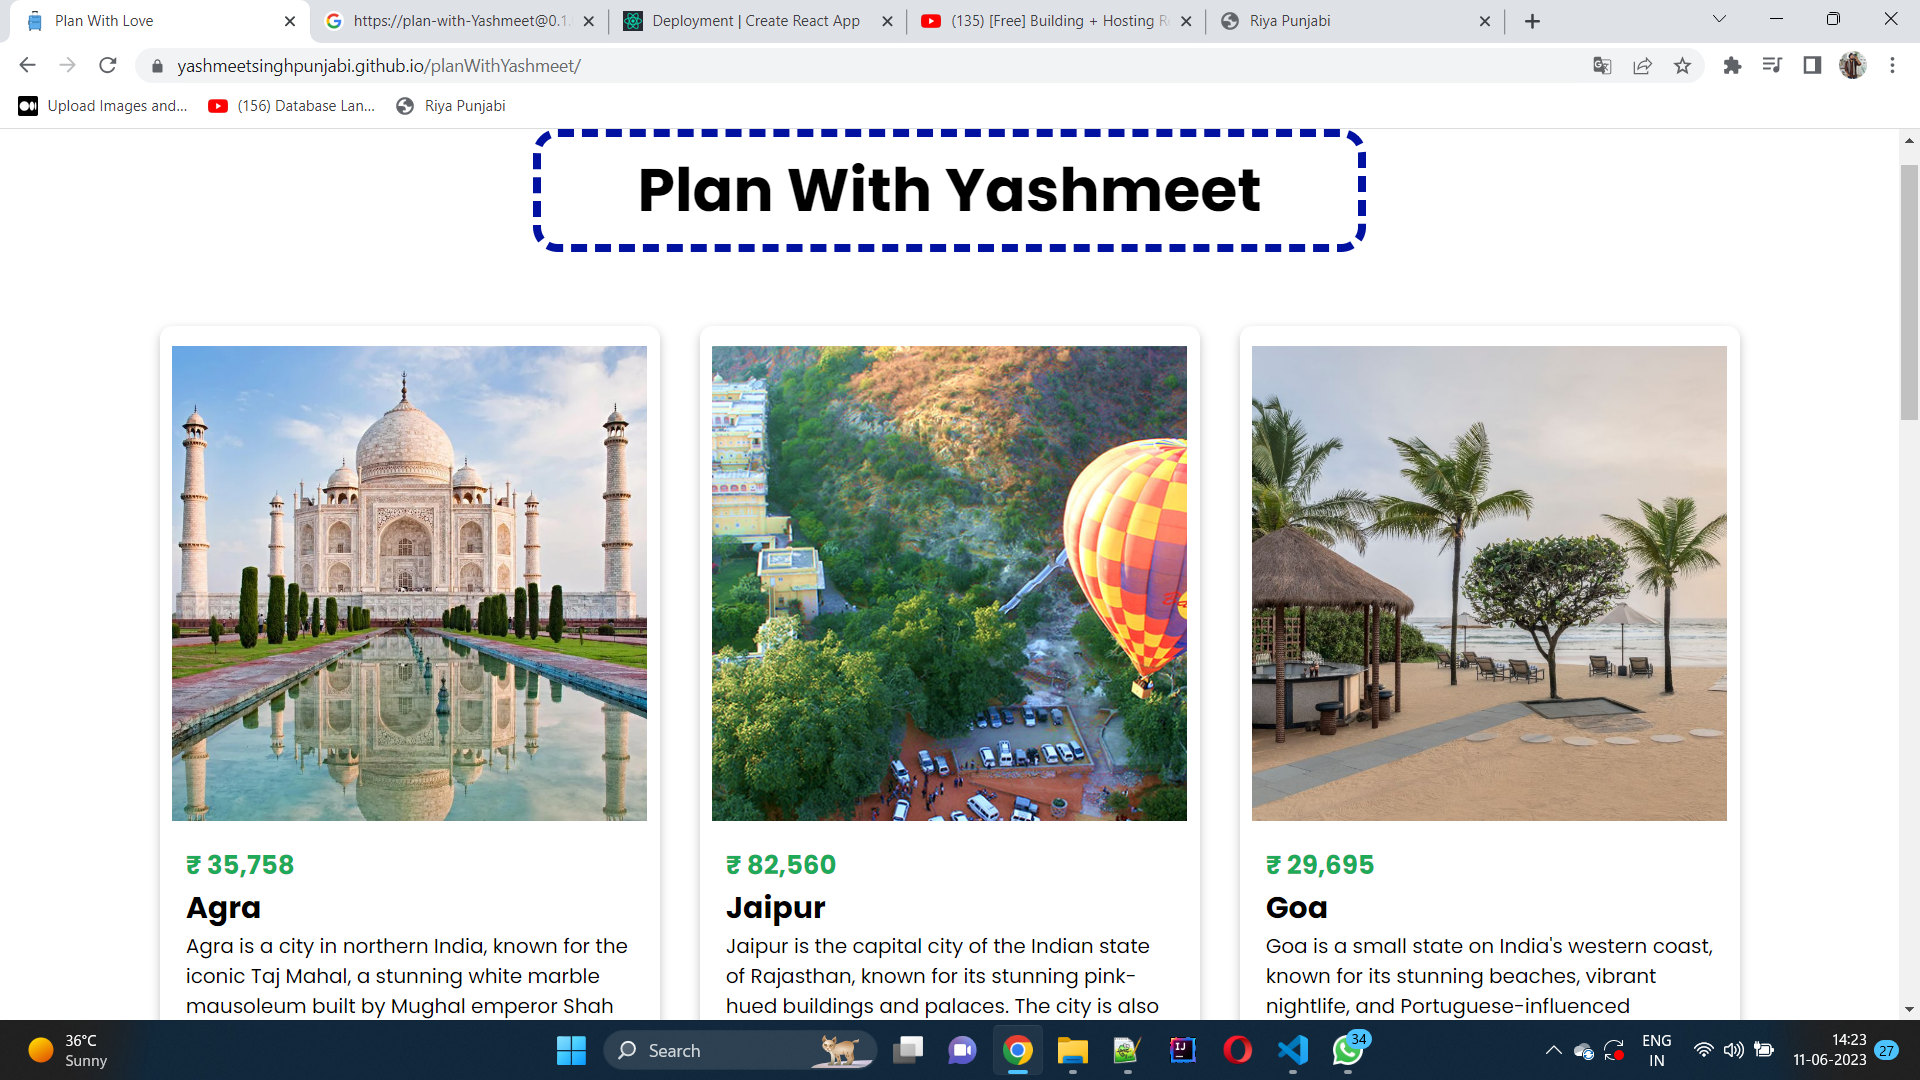 Plan With Love
https://plan-with-Yashmeet@0.1.
Deployment | Create React App
(135) [Free] Building + Hosting R
Riya Punjabi
yashmeetsinghpunjabi.github.io/planWithYashmeet/
Upload Images and...
(156) Database Lan...
Riya Punjabi
Plan With Yashmeet
₹ 35,758
Agra
Agra is a city in northern India, known for the
iconic Taj Mahal, a stunning white marble
mausoleum built by Mughal emperor Shah
₹ 82,560
Jaipur
Jaipur is the capital city of the Indian state
of Rajasthan, known for its stunning pink-
hued buildings and palaces. The city is also
₹ 29,695
Goa
Goa is a small state on India's western coast,
known for its stunning beaches, vibrant
nightlife, and Portuguese-influenced
36°C
Sunny
Search
34
ENG
IN
14:23
11-06-2023
27